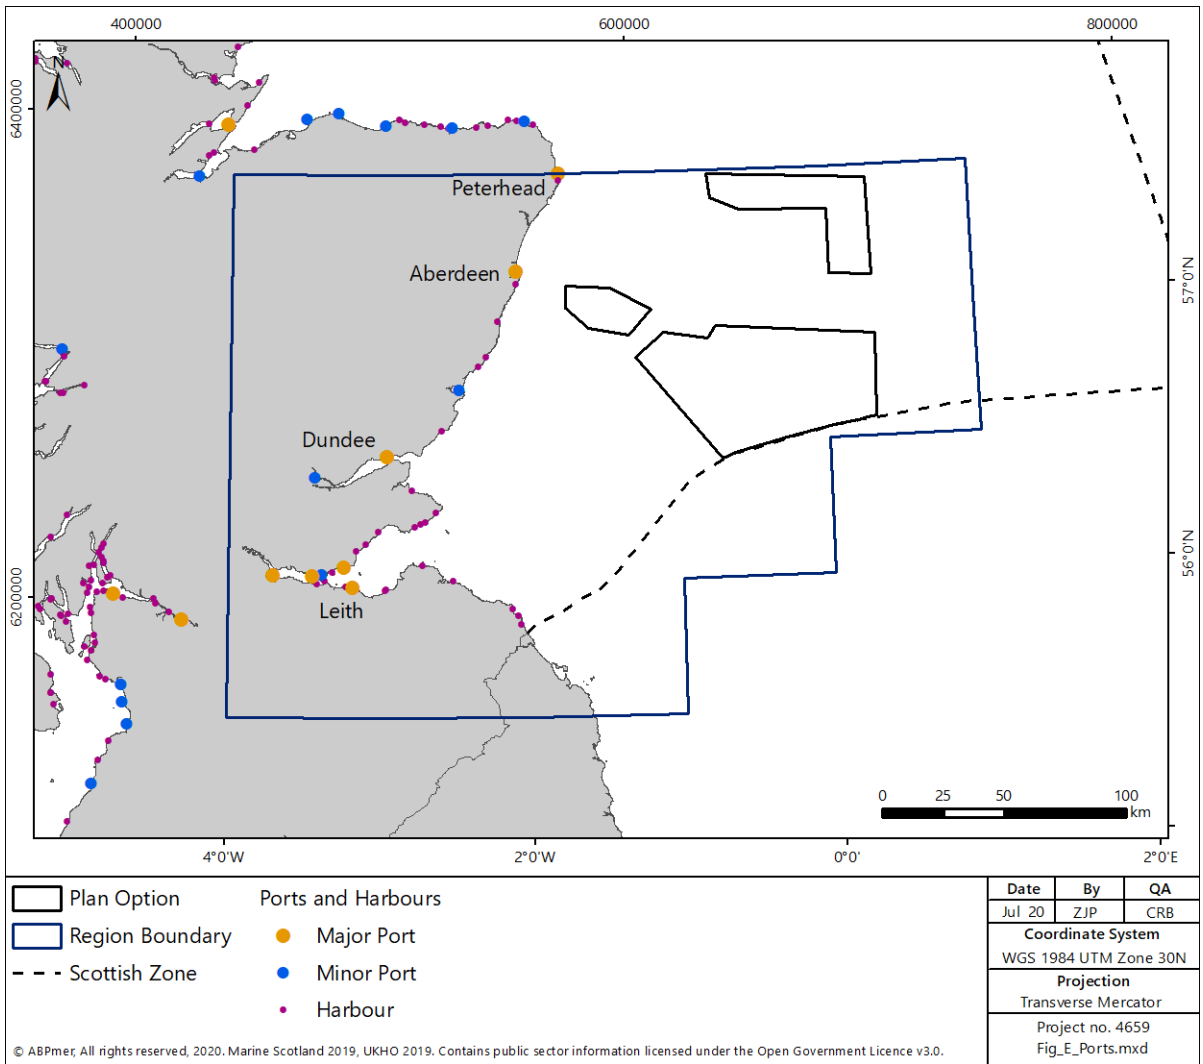 400000 600000 800000
N
6400000
6200000
57°0'N
56°0'N
Peterhead
Aberdeen
Dundee
Leith
0 25 50 100
km
4°0'W 2°0'W 0°0' 2°0'E
Plan Option
Region Boundary
Scottish Zone
Ports and Harbours
Major Port
Minor Port
Harbour
Date By QA
Jul 20 ZJP CRB
Coordinate System
WGS 1984 UTM Zone 30N
Projection
Transverse Mercator
Project no. 4659
Fig_E_Ports.mxd
© ABPmer, All rights reserved, 2020. Marine Scotland 2019, UKHO 2019. Contains public sector information licensed under the Open Government Licence v3.0.